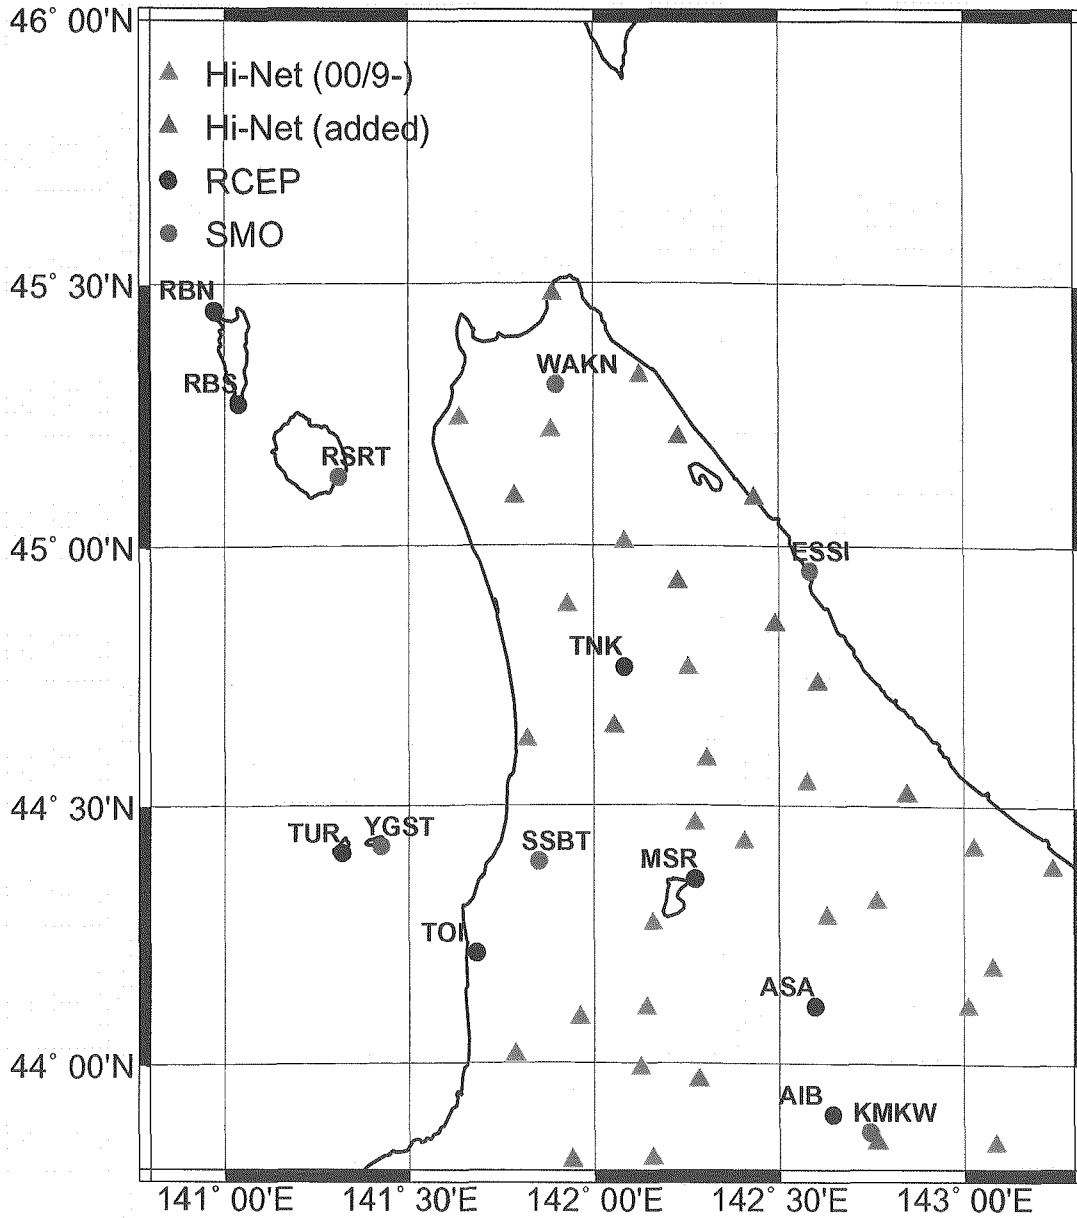 46° 00'N
Hi-Net (00/9-)
Hi-Net (added)
RCEP
SMO
45° 30'N
RBN
WAKN
RBS
RSRT
45° 00'N
ESSI
TNK
44° 30'N
TUR
YGST
SSBT
MSR
TOI
ASA
44° 00'N
AIB
KMKW
141° 00'E
141° 30'E
142° 00'E
142° 30'E
143° 00'E